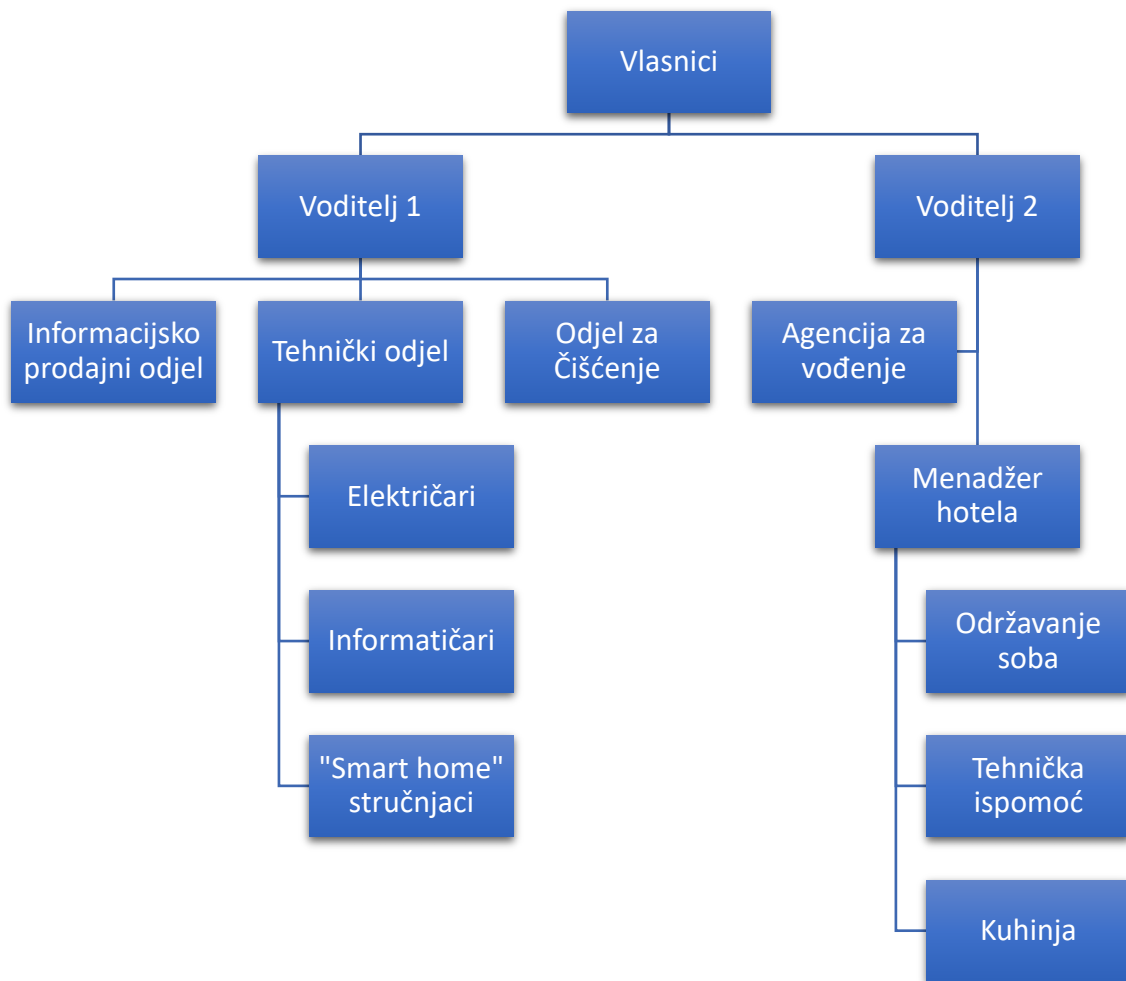 Vlasnici
Voditelj 1
Voditelj 2
Informacijsko
prodajni odjel
Tehnički odjel
Odjel za
Čišćenje
Agencija za
vođenje
Električari
Menadžer
hotela
Informatičari
Održavanje
soba
"Smart home"
stručnjaci
Tehnička
ispomoć
Kuhinja